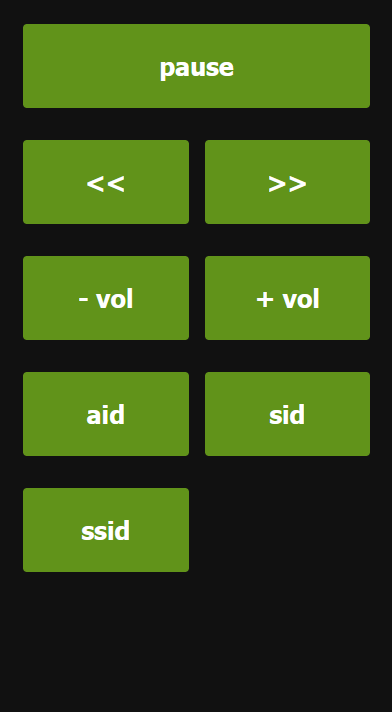 pause
<< >>
- vol + vol
aid sid
ssid